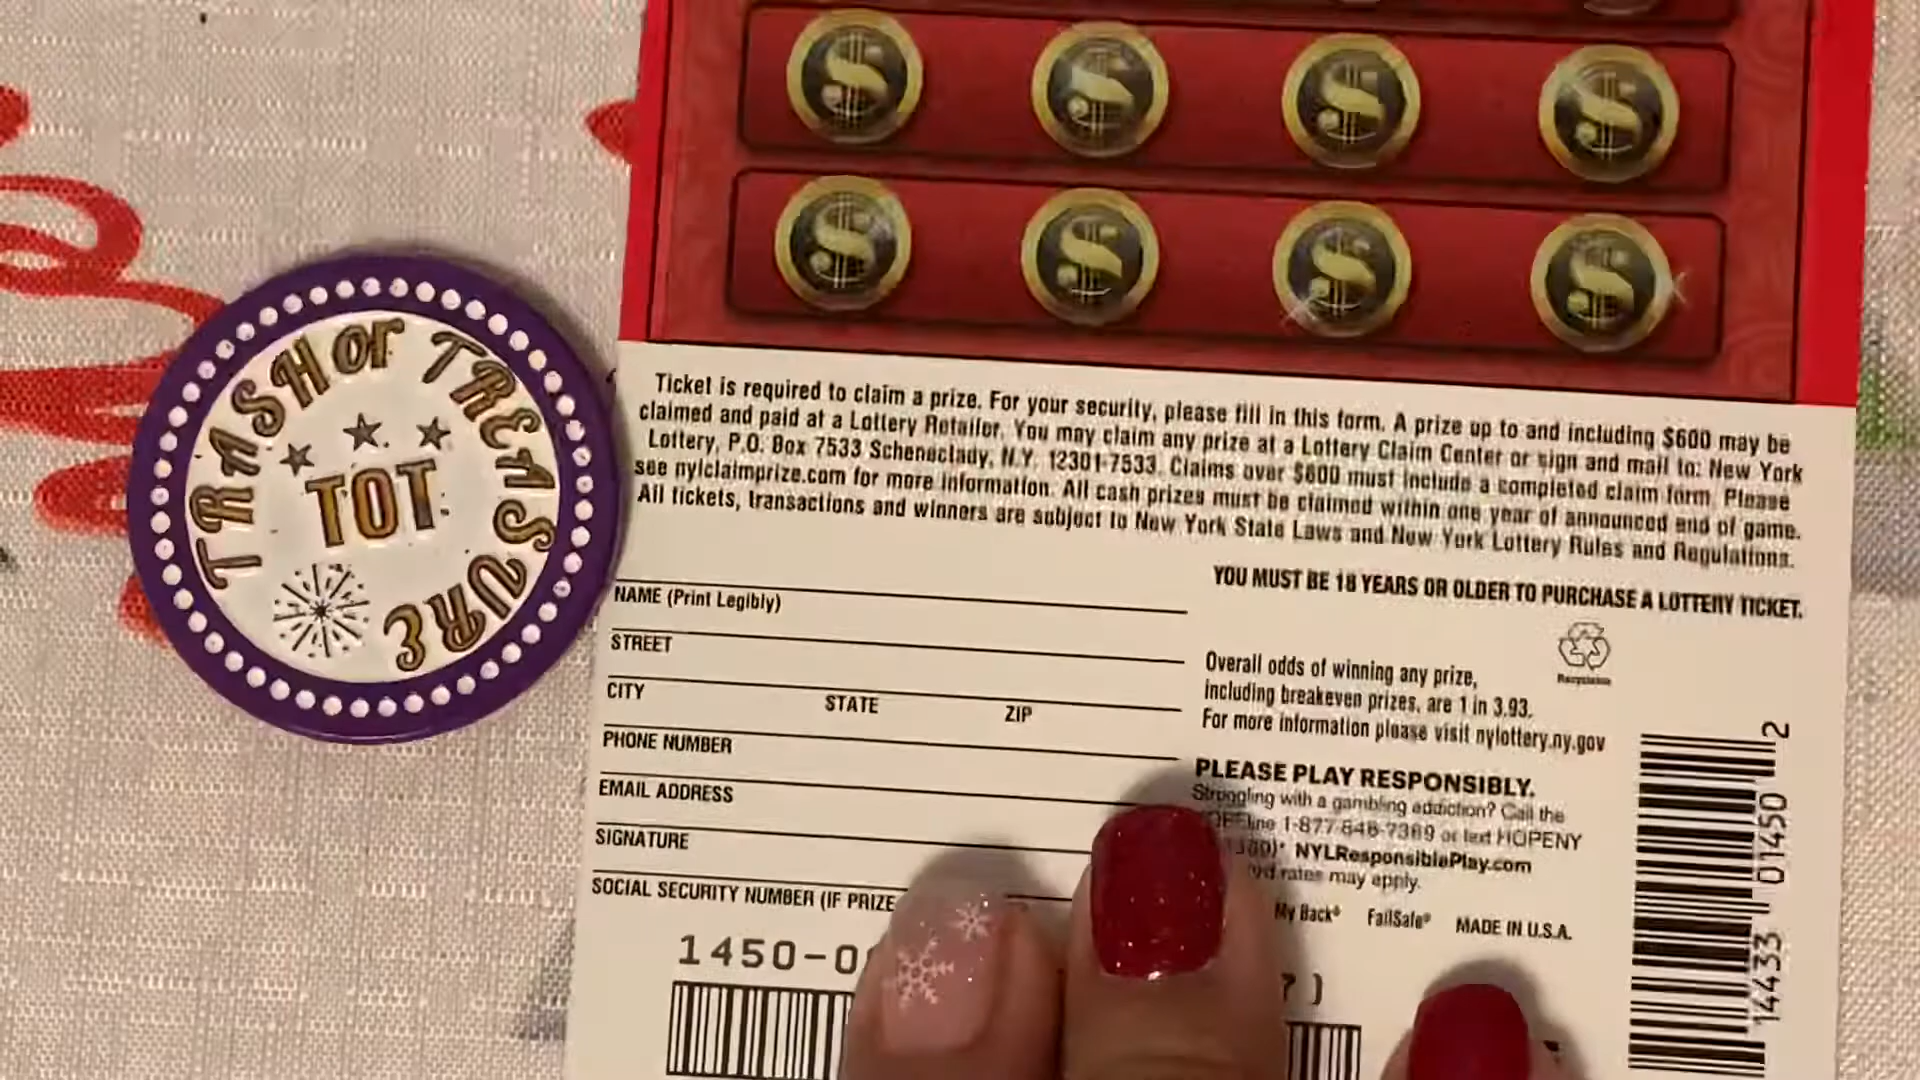 TRASH or TREASURE
TOT
Ticket is required to claim a prize. For your security, please fill in this form. A prize up to and including $600 may be
claimed and paid at a Lottery Retailer. You may claim any prize at a Lottery Claim Center or sign and mail to: New York
Lottery, P.O. Box 7533 Schenectady, N.Y. 12301-7533. Claims over $600 must include a completed claim form. Please
see nylclaimprize.com for more information. All cash prizes must be claimed within one year of announced end of game.
All tickets, transactions and winners are subject to New York State Laws and New York Lottery Rules and Regulations.
YOU MUST BE 18 YEARS OR OLDER TO PURCHASE A LOTTERY TICKET.
NAME (Print Legibly)
STREET
CITY STATE ZIP
PHONE NUMBER
EMAIL ADDRESS
SIGNATURE
SOCIAL SECURITY NUMBER (IF PRIZE
1450-0
Recyclable
Overall odds of winning any prize,
including breakeven prizes, are 1 in 3.93.
For more information please visit nylottery.ny.gov
PLEASE PLAY RESPONSIBLY.
Struggling with a gambling addiction? Call the
1-877-846-7369 or text HOPENY
NYLResponsiblePlay.com
rates may apply.
My Back® FailSafe® MADE IN U.S.A.
7)
14433 01450 2